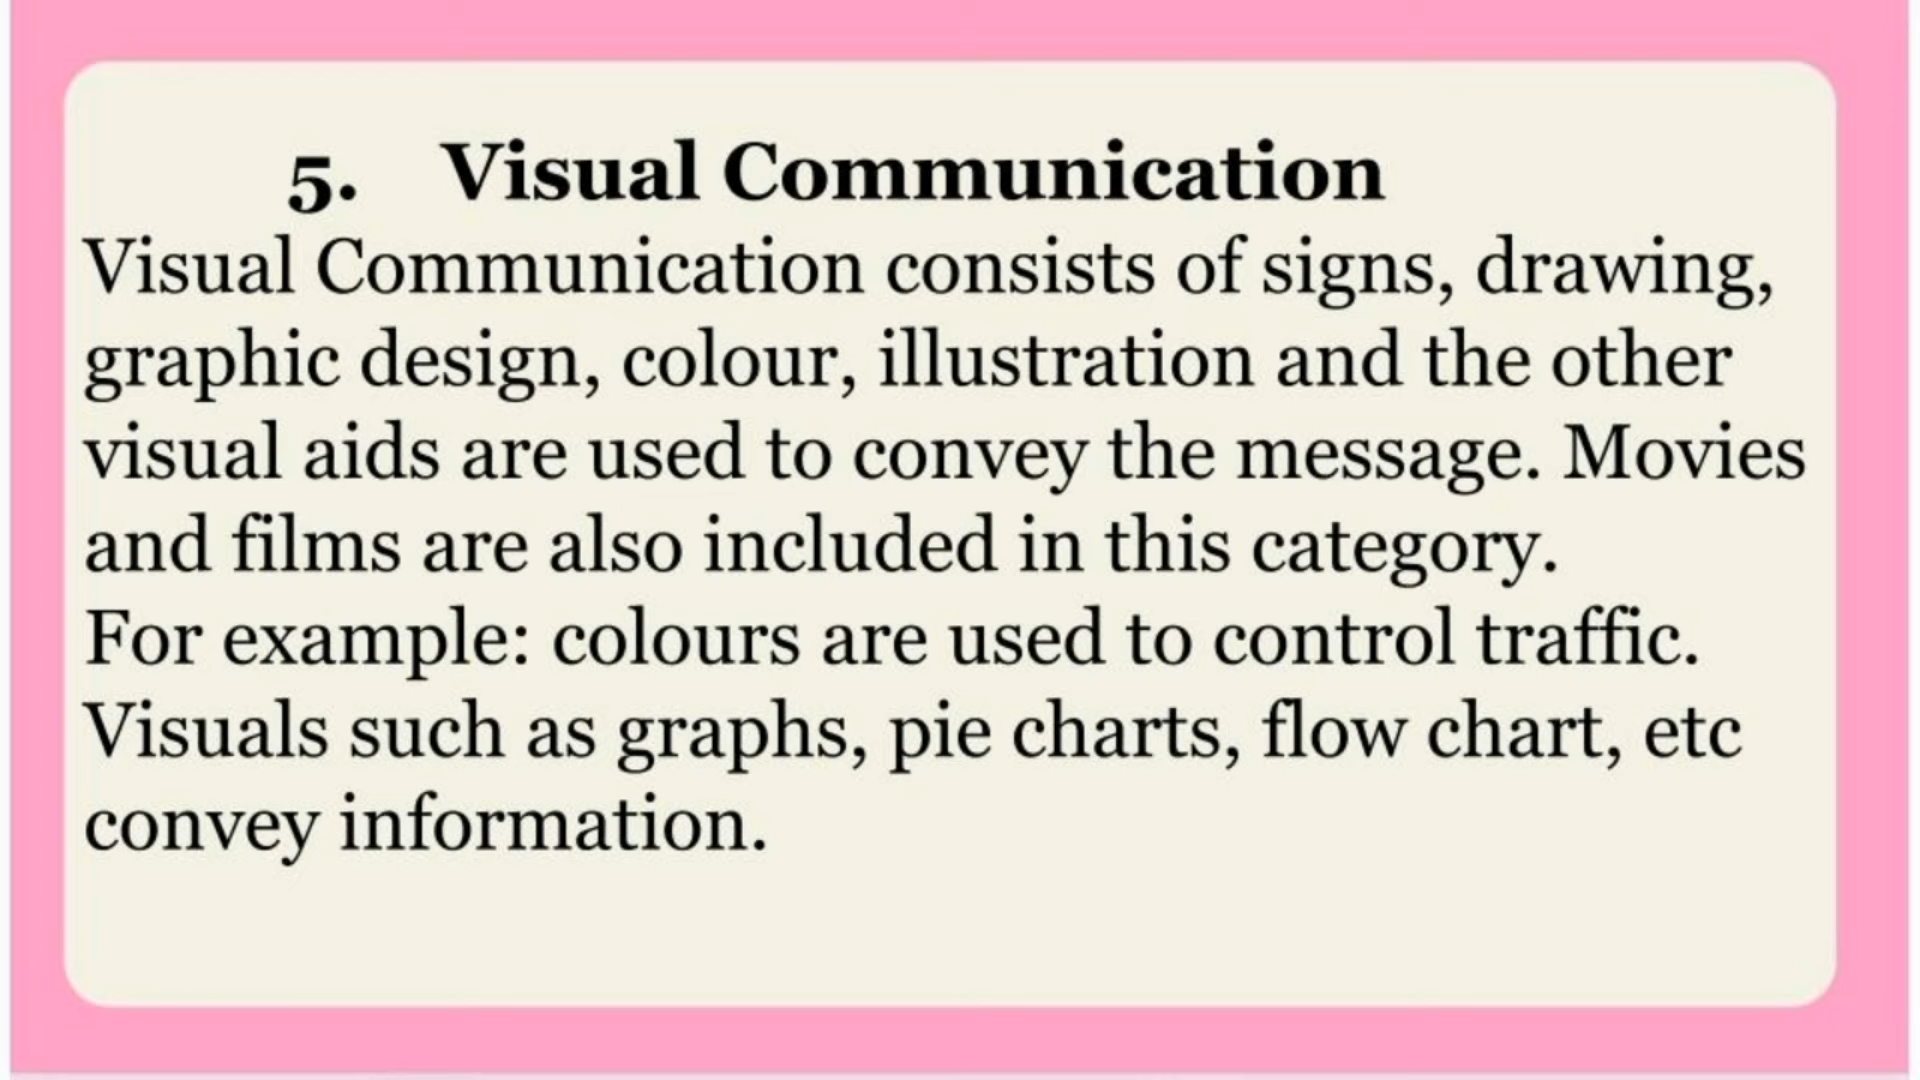 5. Visual Communication
Visual Communication consists of signs, drawing,
graphic design, colour, illustration and the other
visual aids are used to convey the message. Movies
and films are also included in this category.
For example: colours are used to control traffic.
Visuals such as graphs, pie charts, flow chart, etc
convey information.